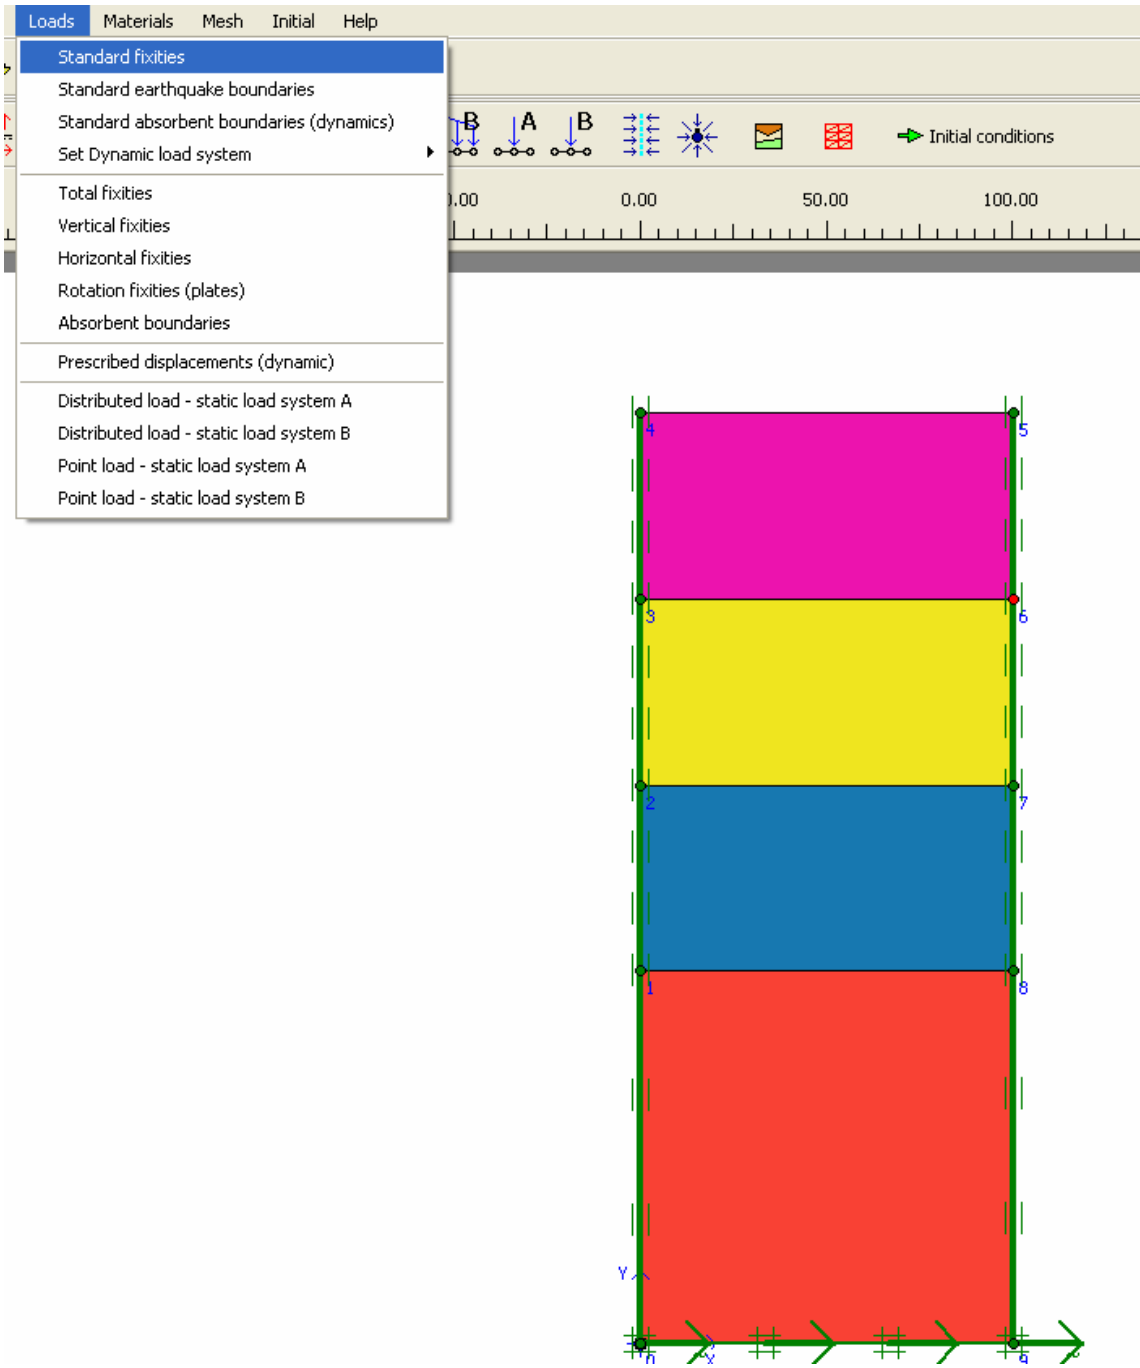 Loads Materials Mesh Initial Help
Standard fixities
Standard earthquake boundaries
Standard absorbent boundaries (dynamics)
Set Dynamic load system
Total fixities
Vertical fixities
Horizontal fixities
Rotation fixities (plates)
Absorbent boundaries
Prescribed displacements (dynamic)
Distributed load - static load system A
Distributed load - static load system B
Point load - static load system A
Point load - static load system B
B A B Initial conditions
0.00 50.00 100.00
4 5
3 6
2 7
1 8
Y
0 X 9